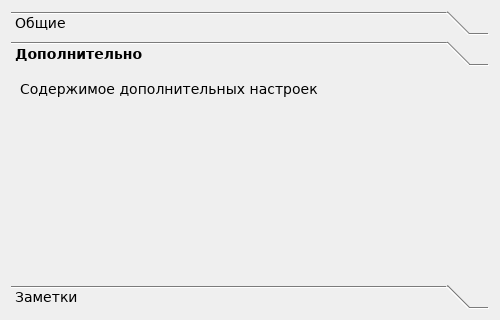 Общие
Дополнительно
Содержимое дополнительных настроек
Заметки